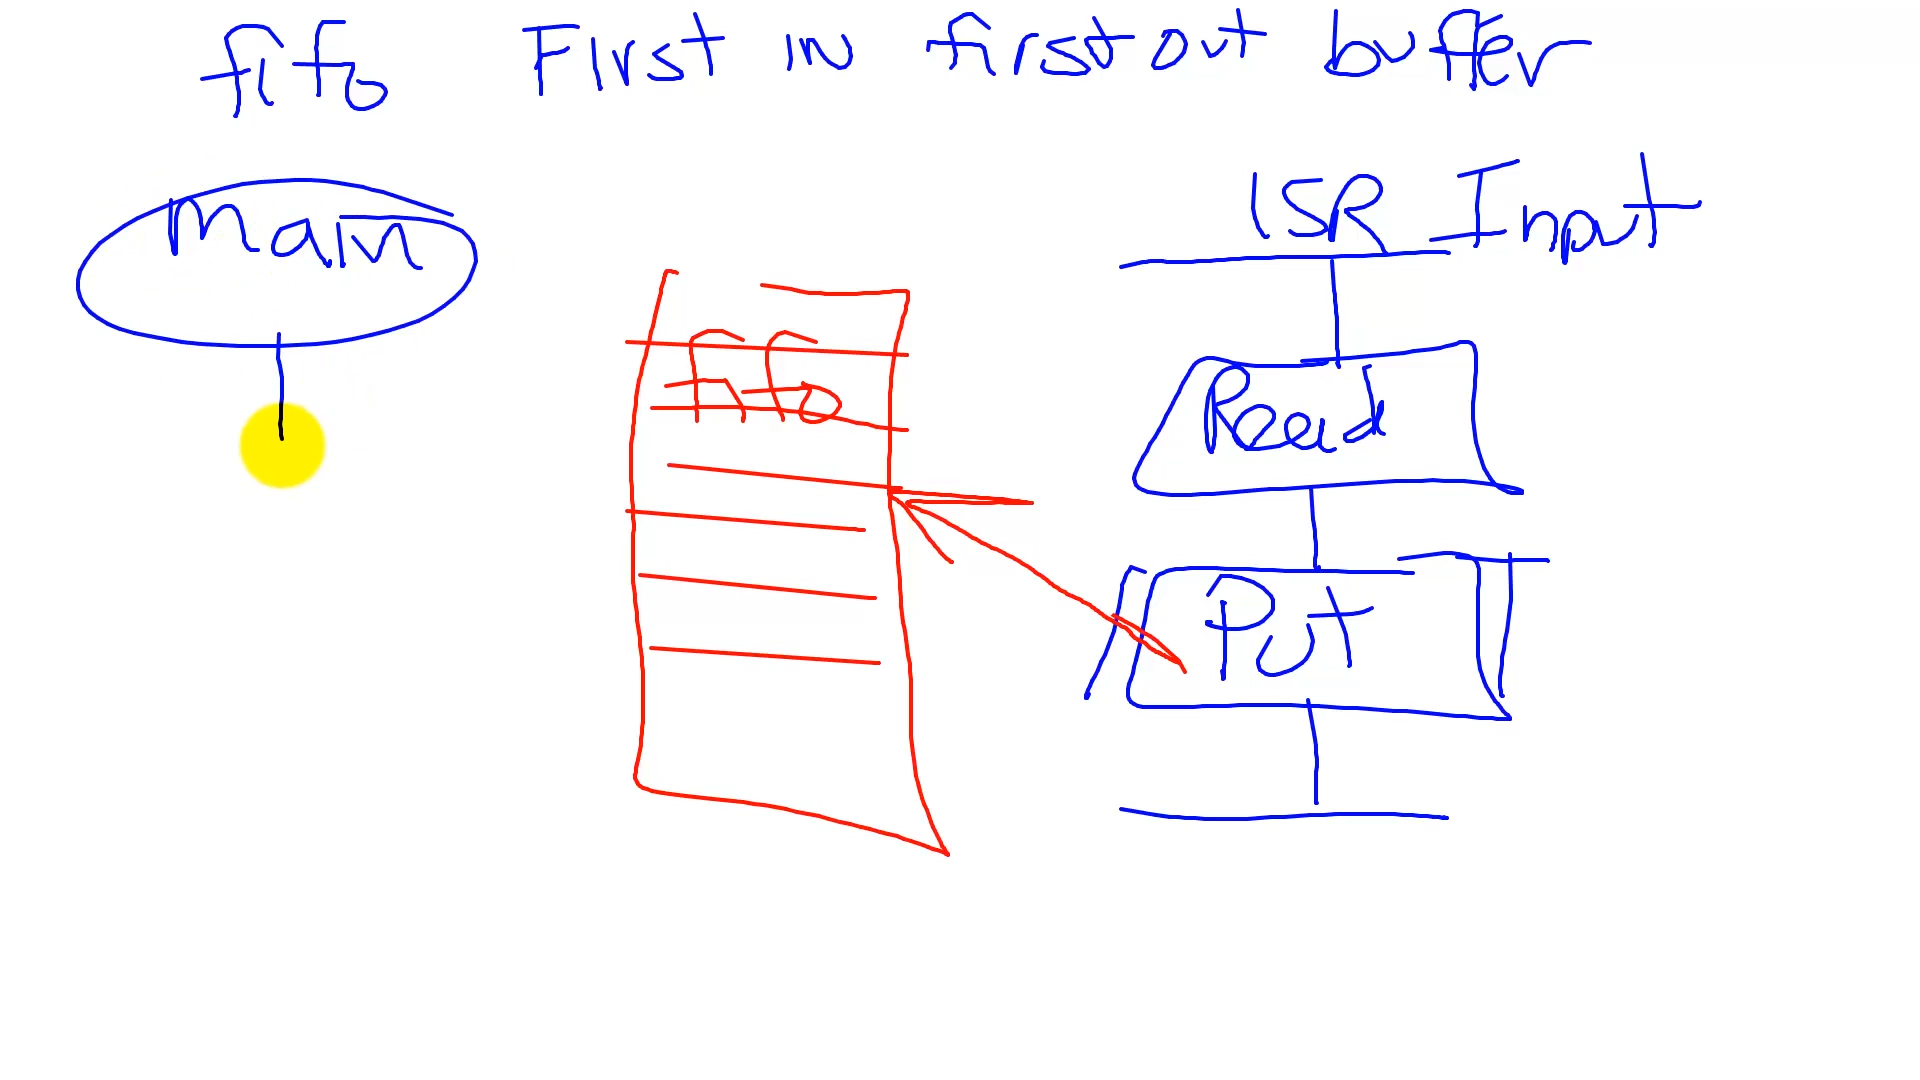 fifo First in first out buffer
Main
ISR Input
fifo
Read
Put